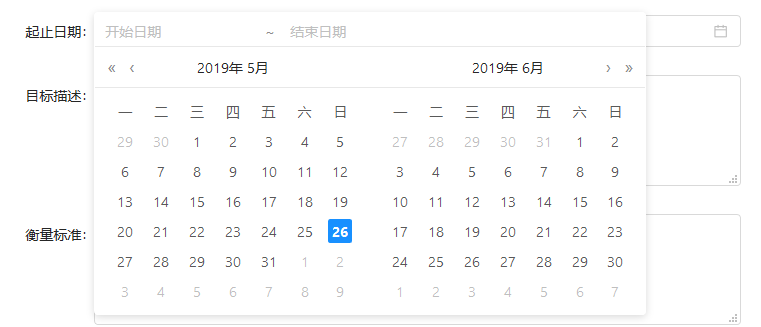 起止日期:
开始日期 ~ 结束日期
« ‹ 2019年 5月 2019年 6月 › »
目标描述:
一 二 三 四 五 六 日 一 二 三 四 五 六 日
29 30 1 2 3 4 5 27 28 29 30 31 1 2
6 7 8 9 10 11 12 3 4 5 6 7 8 9
13 14 15 16 17 18 19 10 11 12 13 14 15 16
衡量标准:
20 21 22 23 24 25 26 17 18 19 20 21 22 23
27 28 29 30 31 1 2 24 25 26 27 28 29 30
3 4 5 6 7 8 9 1 2 3 4 5 6 7